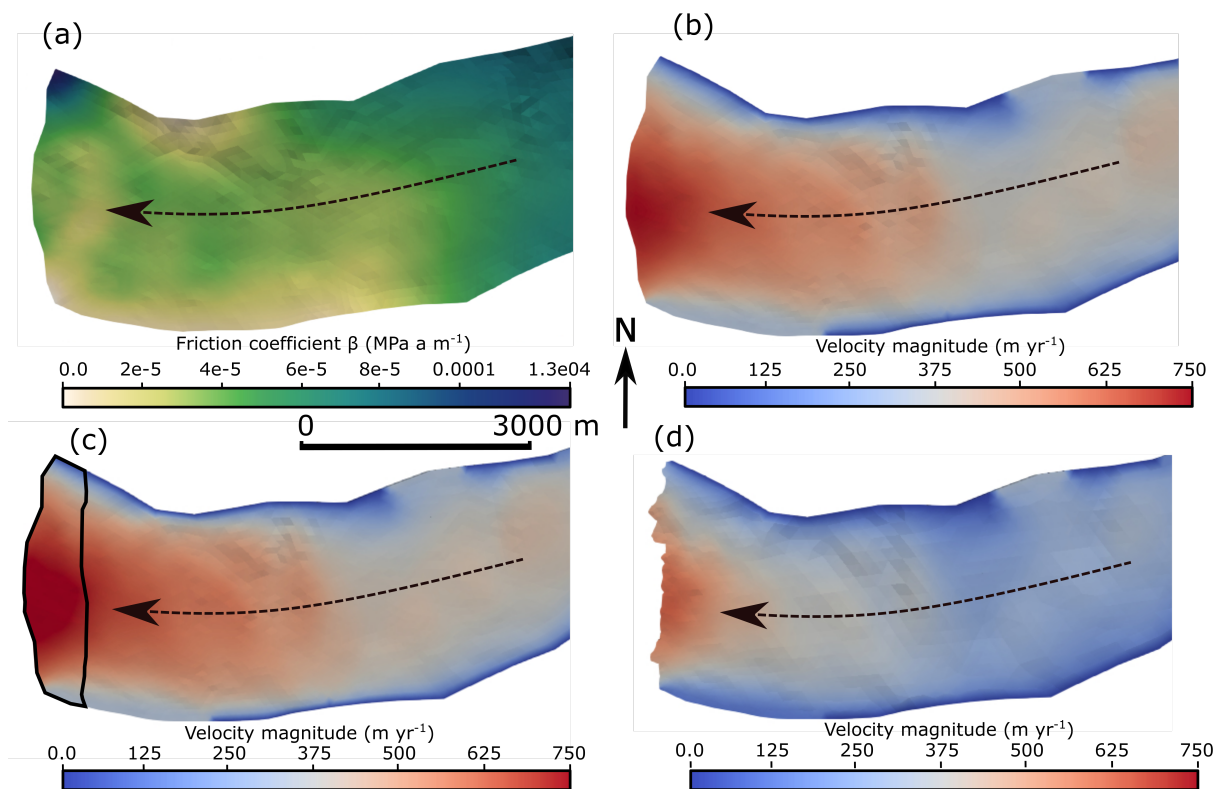 (a)
(b)
Friction coefficient β (MPa a m⁻¹)
0.0 2e-5 4e-5 6e-5 8e-5 0.0001 1.3e04
N
Velocity magnitude (m yr⁻¹)
0.0 125 250 375 500 625 750
0 3000 m
(c)
(d)
Velocity magnitude (m yr⁻¹)
0.0 125 250 375 500 625 750
Velocity magnitude (m yr⁻¹)
0.0 125 250 375 500 625 750